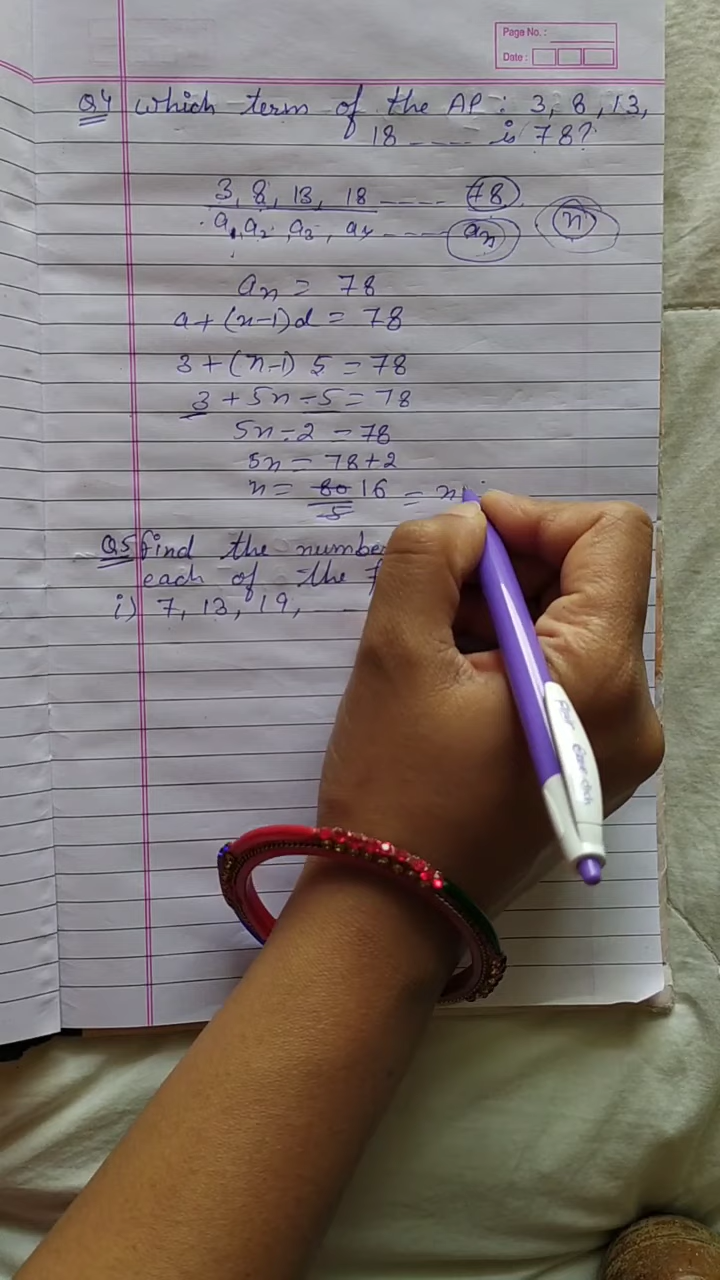 Page No. :
Date :
Q4 Which term of the AP : 3, 8, 13,
18 ---- is 78?
3, 8, 13, 18 ---- 78
a1, a2, a3, a4 ---- an n
an = 78
a + (n-1)d = 78
3 + (n-1) 5 = 78
3 + 5n - 5 = 78
5n - 2 = 78
5n = 78+2
n = 80 16 = n
5
Q5 find the number
each of the
i) 7, 13, 19, ----